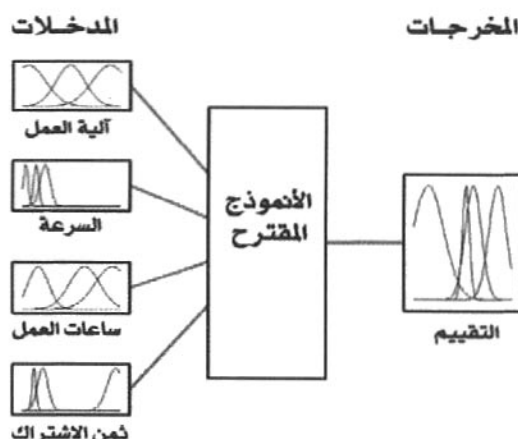 المخرجات
المدخلات
آلية العمل
السرعة
ساعات العمل
ثمن الاشتراك
الأنموذج
المقترح
التقييم